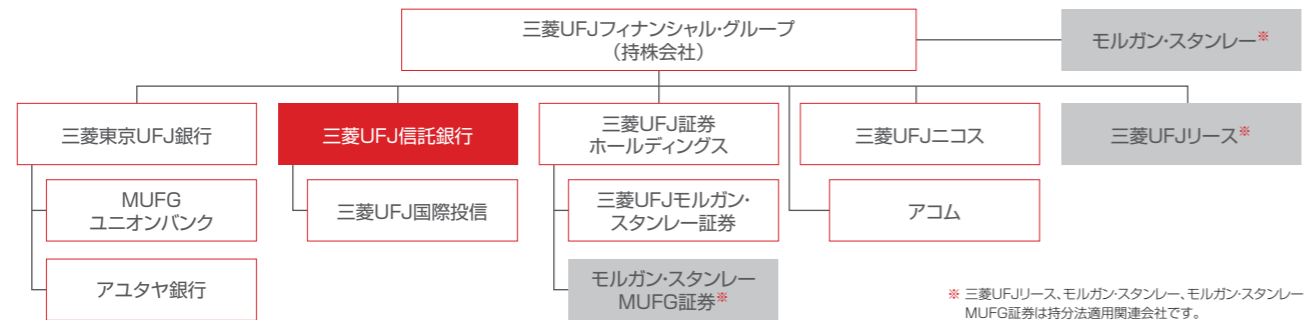 三菱UFJフィナンシャル・グループ
（持株会社）
モルガン・スタンレー※
三菱東京UFJ銀行
三菱UFJ信託銀行
三菱UFJ証券
ホールディングス
三菱UFJニコス
三菱UFJリース※
MUFG
ユニオンバンク
三菱UFJ国際投信
三菱UFJモルガン・
スタンレー証券
アコム
アユタヤ銀行
モルガン・スタンレー
MUFG証券※
※ 三菱UFJリース、モルガン・スタンレー、モルガン・スタンレー
MUFG証券は持分法適用関連会社です。